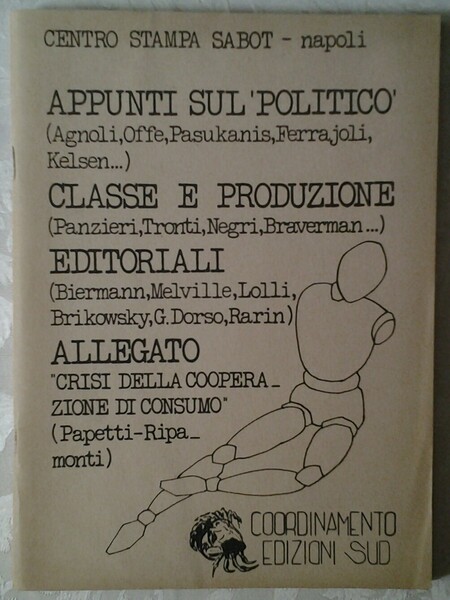 CENTRO STAMPA SABOT - napoli
APPUNTI SUL 'POLITICO'
(Agnoli,Offe,Pasukanis,Ferrajoli,
Kelsen...)
CLASSE E PRODUZIONE
(Panzieri,Tronti,Negri,Braverman...)
EDITORIALI
(Biermann,Melville,Lolli,
Brikowsky,G.Dorso,Rarin)
ALLEGATO
"CRISI DELLA COOPERA_
ZIONE DI CONSUMO"
(Papetti-Ripa_
monti)
COORDINAMENTO
EDIZIONI SUD